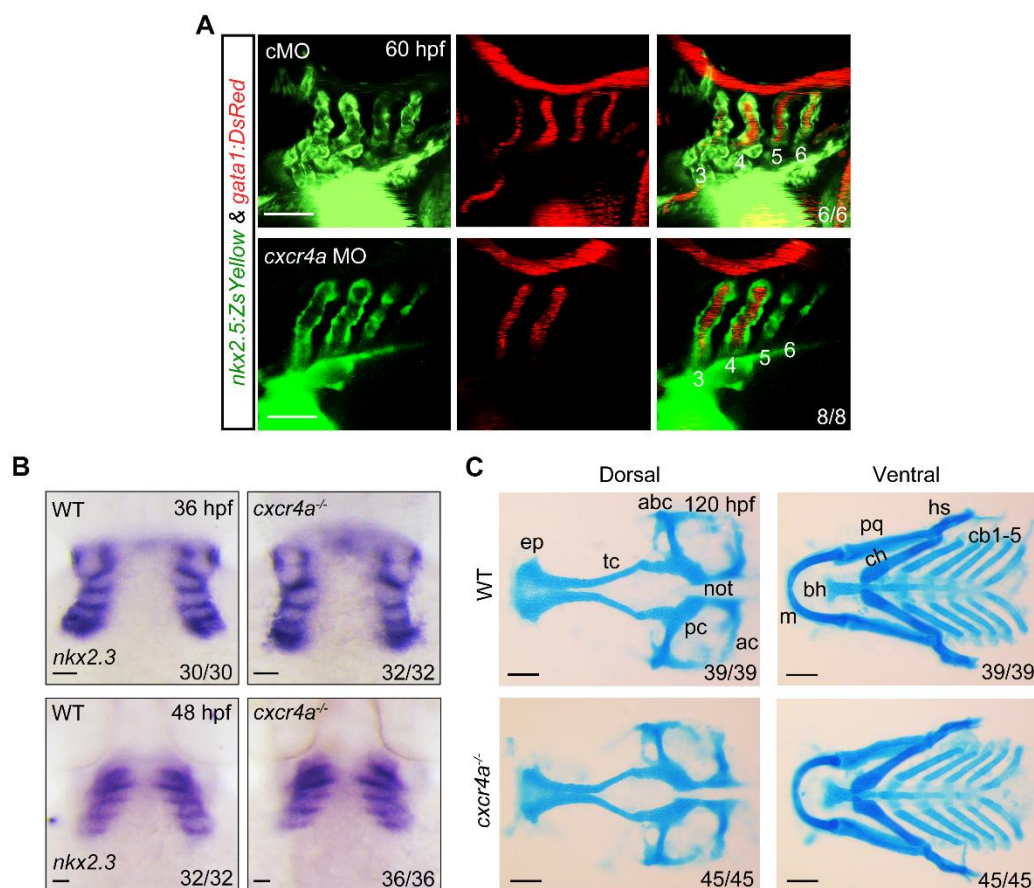 A
nkx2.5:ZsYellow & gata1:DsRed
cMO
60 hpf
3
4
5
6
6/6
cxcr4a MO
3
4
5
6
8/8
B
WT
36 hpf
cxcr4a-/-
nkx2.3
30/30
32/32
WT
48 hpf
cxcr4a-/-
nkx2.3
32/32
36/36
C
Dorsal
Ventral
WT
abc
120 hpf
ep
tc
not
pc
ac
39/39
hs
pq
cb1-5
ch
bh
m
39/39
cxcr4a-/-
45/45
45/45